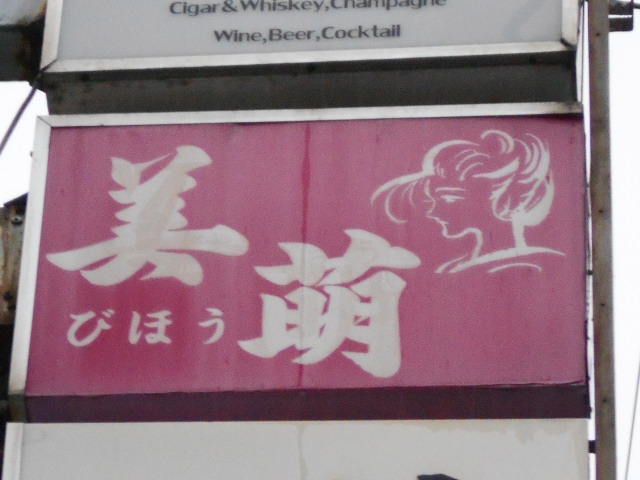 Cigar&Whiskey,Champagne
Wine,Beer,Cocktail
美萌
びほう